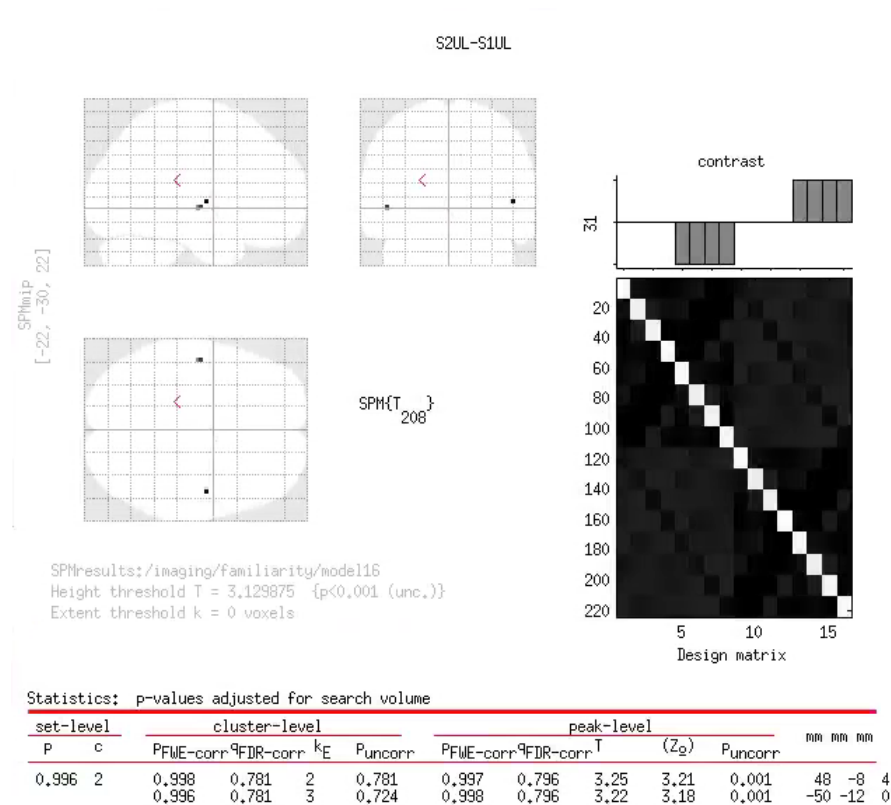 S2UL-S1UL
SPMmip
[-22, -30, 22]
contrast
31
SPM{T208}
20
40
60
80
100
120
140
160
180
200
220
5 10 15
Design matrix
SPMresults:/imaging/familiarity/model16
Height threshold T = 3.129875 {p<0.001 (unc.)}
Extent threshold k = 0 voxels
Statistics: p-values adjusted for search volume
set-level cluster-level peak-level mm mm mm
P c PFWE-corr qFDR-corr kE Puncorr PFWE-corr qFDR-corr T (Zo) Puncorr
0.996 2 0.998 0.781 2 0.781 0.997 0.796 3.25 3.21 0.001 48 -8 4
0.996 0.781 3 0.724 0.998 0.796 3.22 3.18 0.001 -50 -12 0